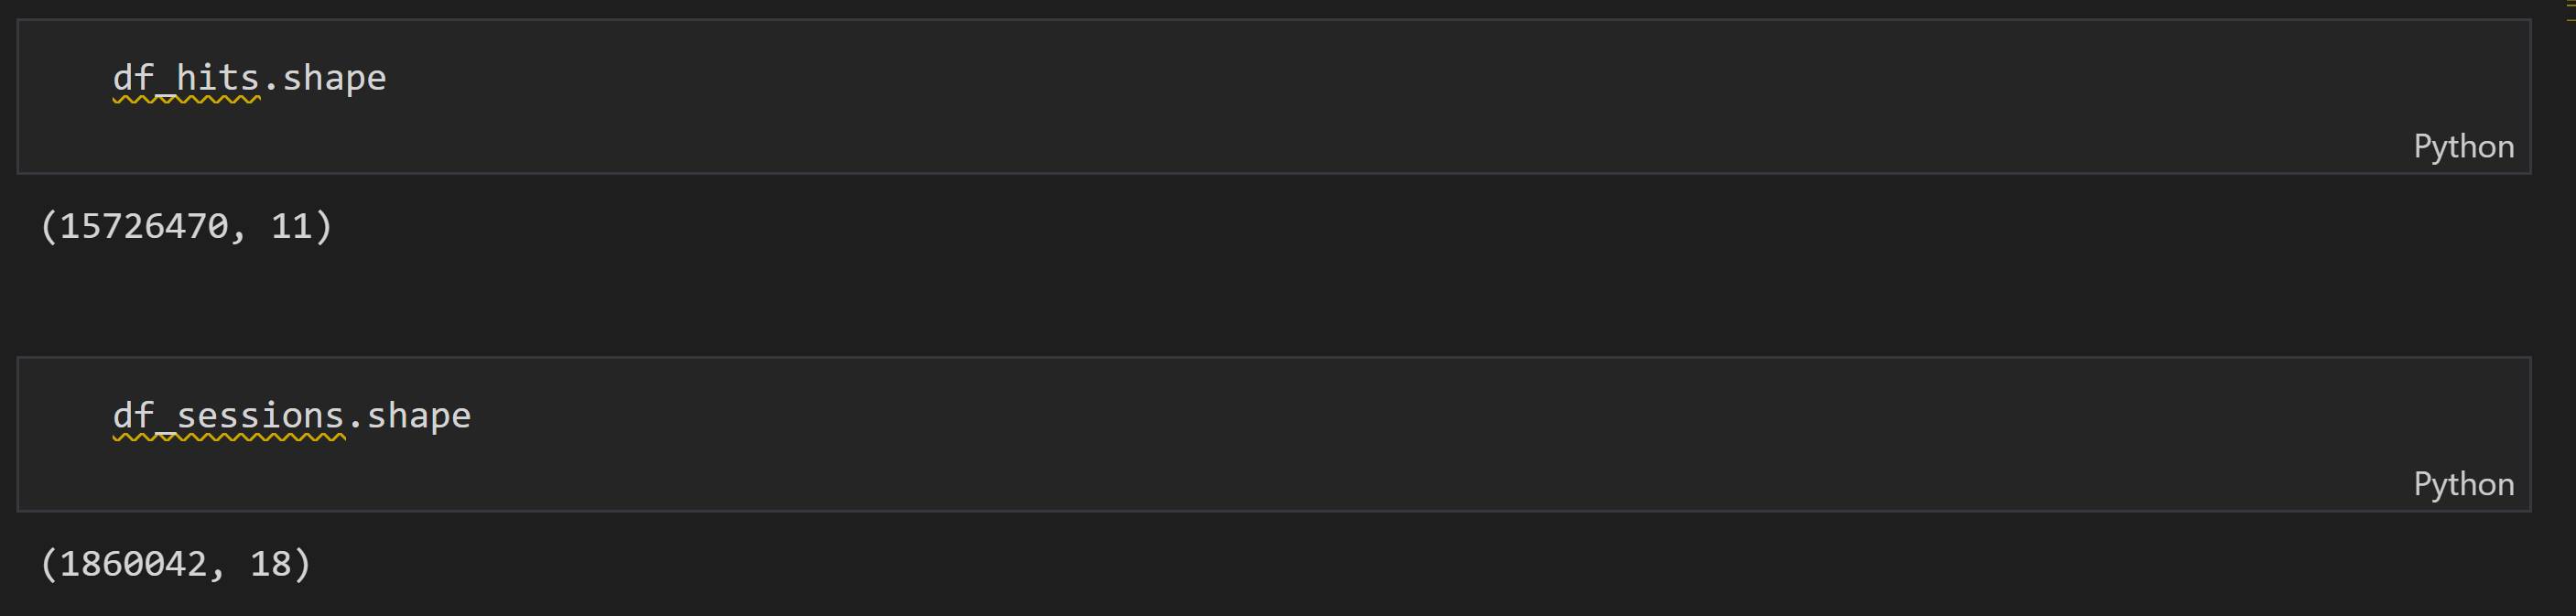 df_hits.shape
Python
(15726470, 11)
df_sessions.shape
Python
(1860042, 18)